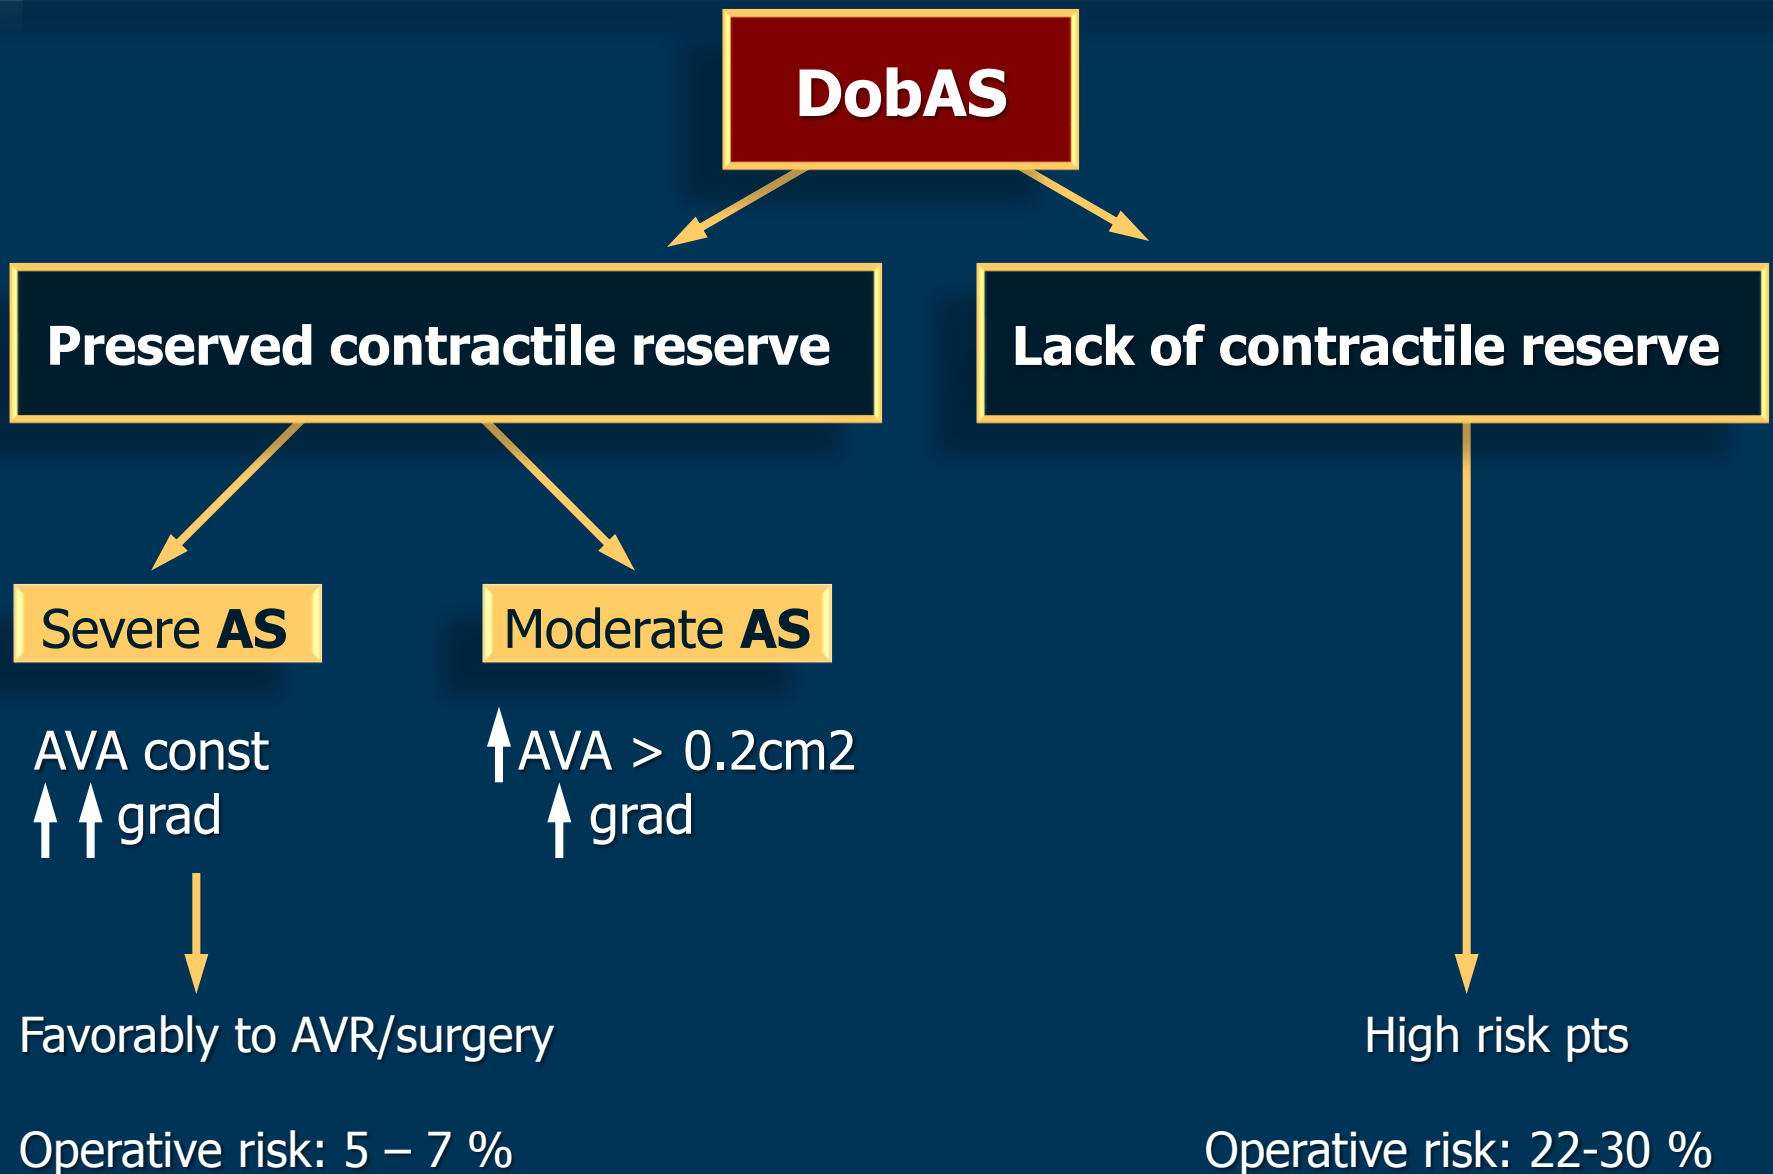 DobAS
Preserved contractile reserve
Lack of contractile reserve
Severe AS
Moderate AS
AVA const
grad
AVA > 0.2cm2
grad
Favorably to AVR/surgery
High risk pts
Operative risk: 5 – 7 %
Operative risk: 22-30 %